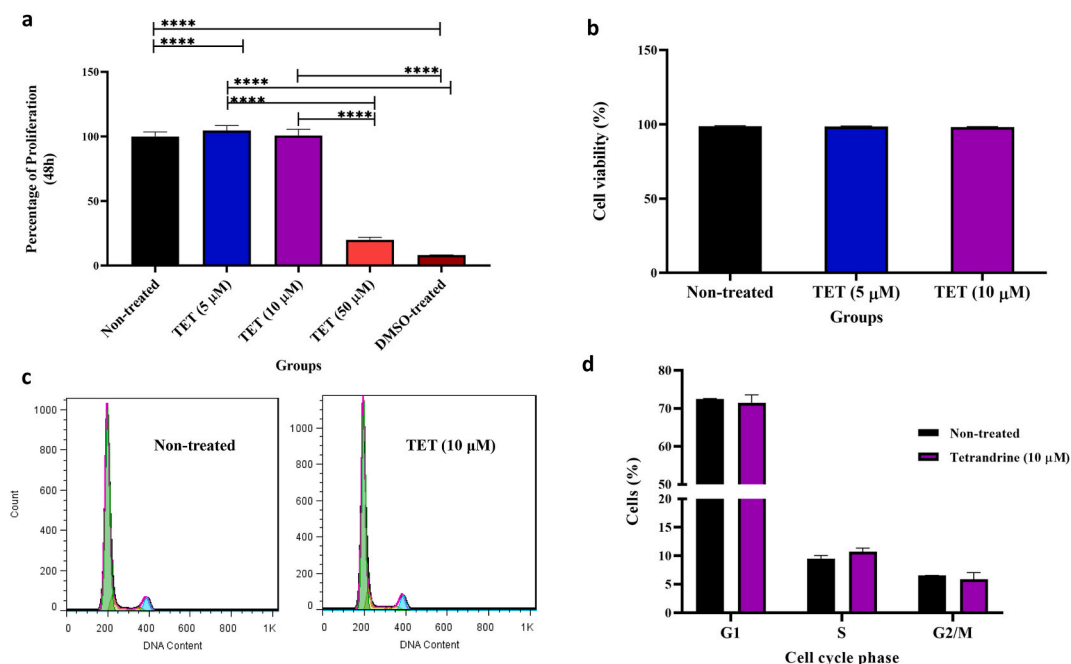 a
****
****
****
****
****
****
150
100
50
0
Percentage of Proliferation
(48h)
Non-treated
TET (5 μM)
TET (10 μM)
TET (50 μM)
DMSO-treated
Groups
b
150
100
50
0
Cell viability (%)
Non-treated
TET (5 μM)
TET (10 μM)
Groups
c
1000
800
600
400
200
0
Count
Non-treated
0 200 400 600 800 1K
DNA Content
1000
800
600
400
200
0
TET (10 μM)
0 200 400 600 800 1K
DNA Content
d
80
70
60
50
20
15
10
5
0
Cells (%)
Non-treated
Tetrandrine (10 μM)
G1 S G2/M
Cell cycle phase